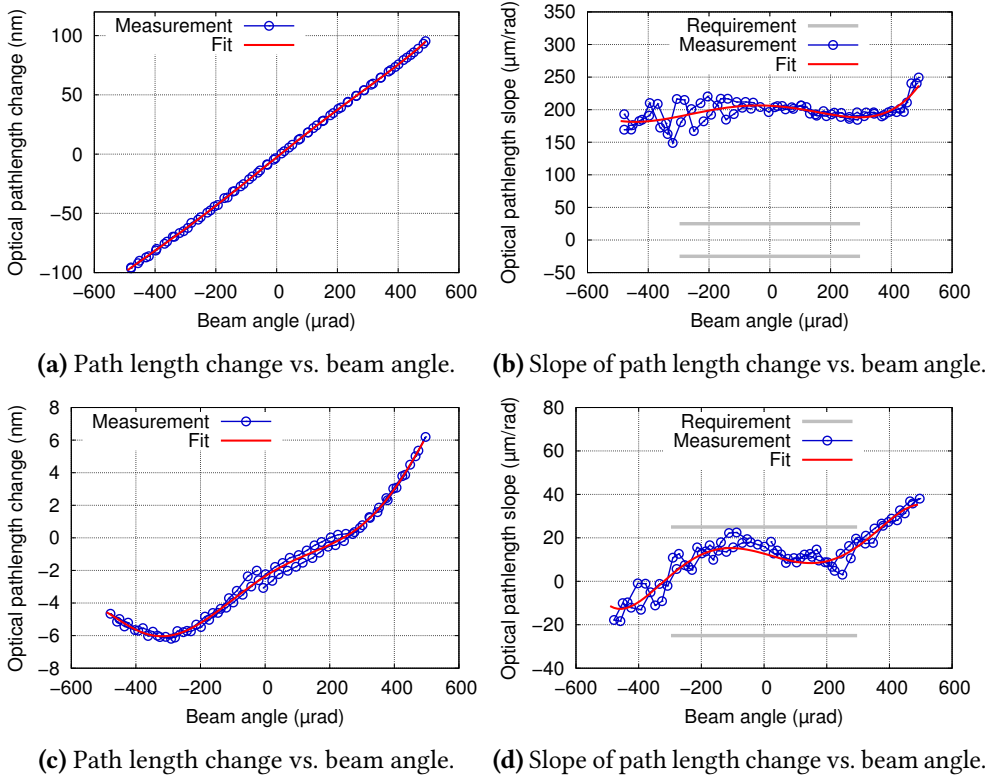 Optical pathlength change (nm)
100
50
0
−50
−100
Measurement
Fit
−600 −400 −200 0 200 400 600
Beam angle (µrad)
(a) Path length change vs. beam angle.
Optical pathlength slope (µm/rad)
350
300
250
200
150
100
50
0
−50
Requirement
Measurement
Fit
−600 −400 −200 0 200 400 600
Beam angle (µrad)
(b) Slope of path length change vs. beam angle.
Optical pathlength change (nm)
8
6
4
2
0
−2
−4
−6
−8
Measurement
Fit
−600 −400 −200 0 200 400 600
Beam angle (µrad)
(c) Path length change vs. beam angle.
Optical pathlength slope (µm/rad)
80
60
40
20
0
−20
−40
Requirement
Measurement
Fit
−600 −400 −200 0 200 400 600
Beam angle (µrad)
(d) Slope of path length change vs. beam angle.